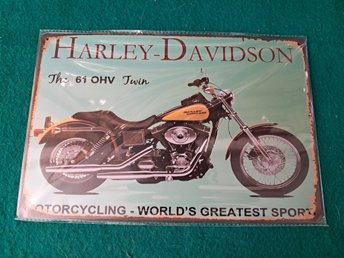 HARLEY-DAVIDSON
The 61 OHV Twin
MOTORCYCLING - WORLD'S GREATEST SPORT.